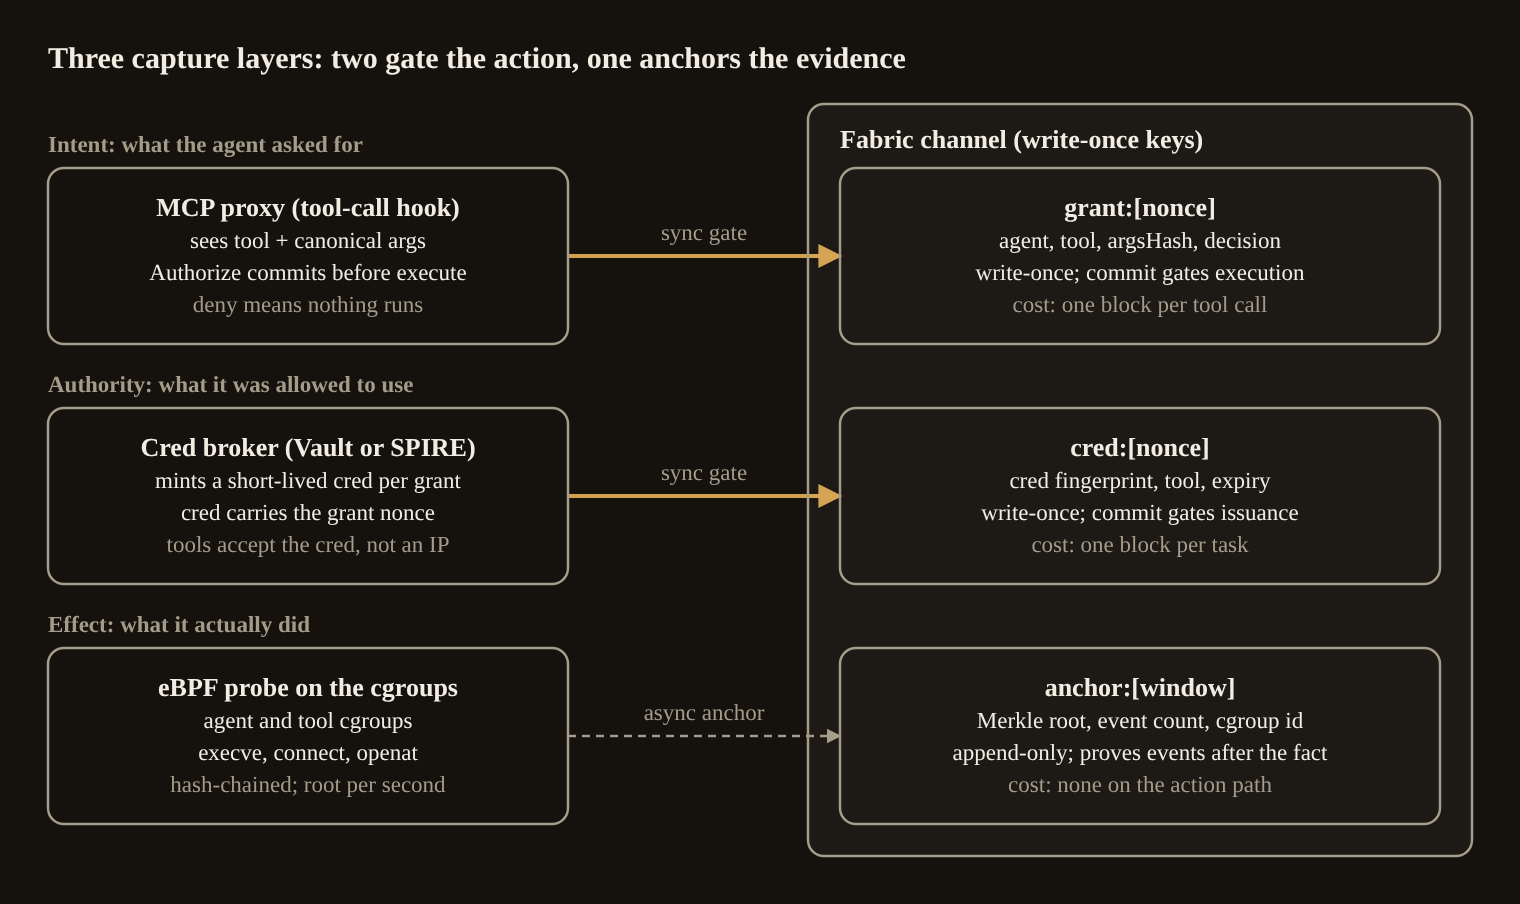 Three capture layers: two gate the action, one anchors the evidence
Fabric channel (write-once keys)
Intent: what the agent asked for
MCP proxy (tool-call hook)
sees tool + canonical args
Authorize commits before execute
deny means nothing runs
sync gate
grant:[nonce]
agent, tool, argsHash, decision
write-once; commit gates execution
cost: one block per tool call
Authority: what it was allowed to use
Cred broker (Vault or SPIRE)
mints a short-lived cred per grant
cred carries the grant nonce
tools accept the cred, not an IP
sync gate
cred:[nonce]
cred fingerprint, tool, expiry
write-once; commit gates issuance
cost: one block per task
Effect: what it actually did
eBPF probe on the cgroups
agent and tool cgroups
execve, connect, openat
hash-chained; root per second
async anchor
anchor:[window]
Merkle root, event count, cgroup id
append-only; proves events after the fact
cost: none on the action path